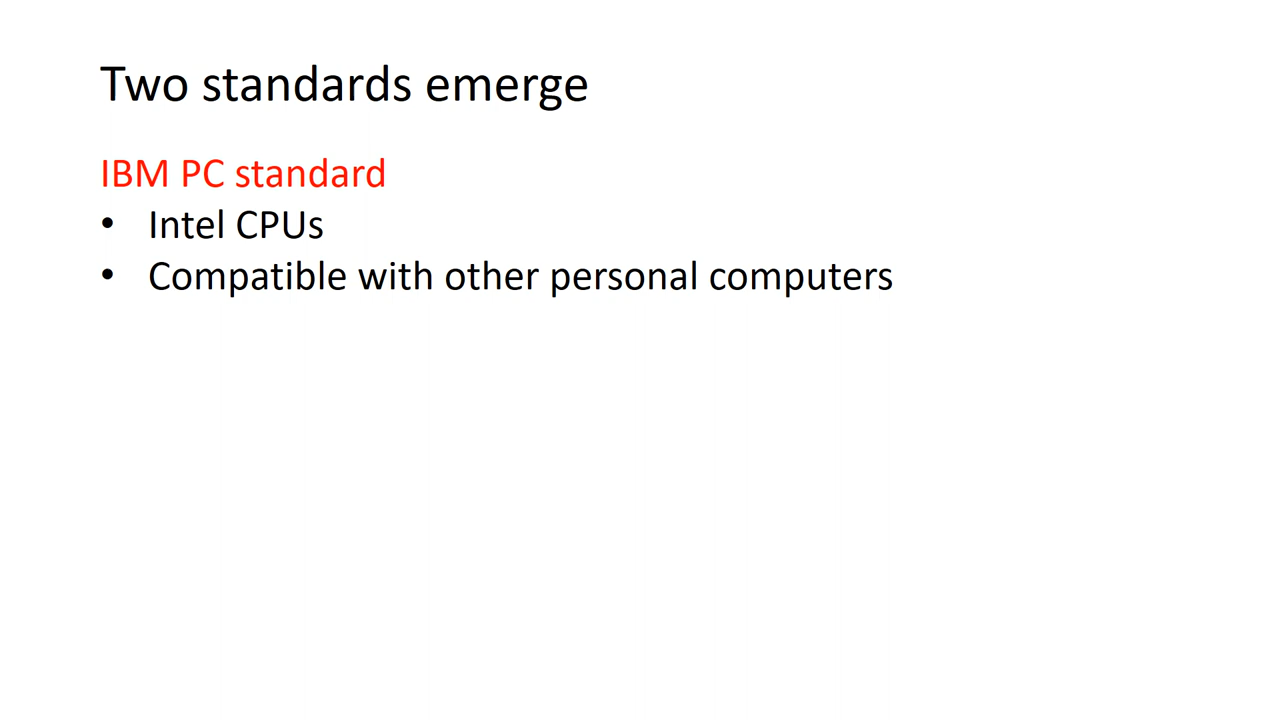 Two standards emerge
IBM PC standard
• Intel CPUs
• Compatible with other personal computers